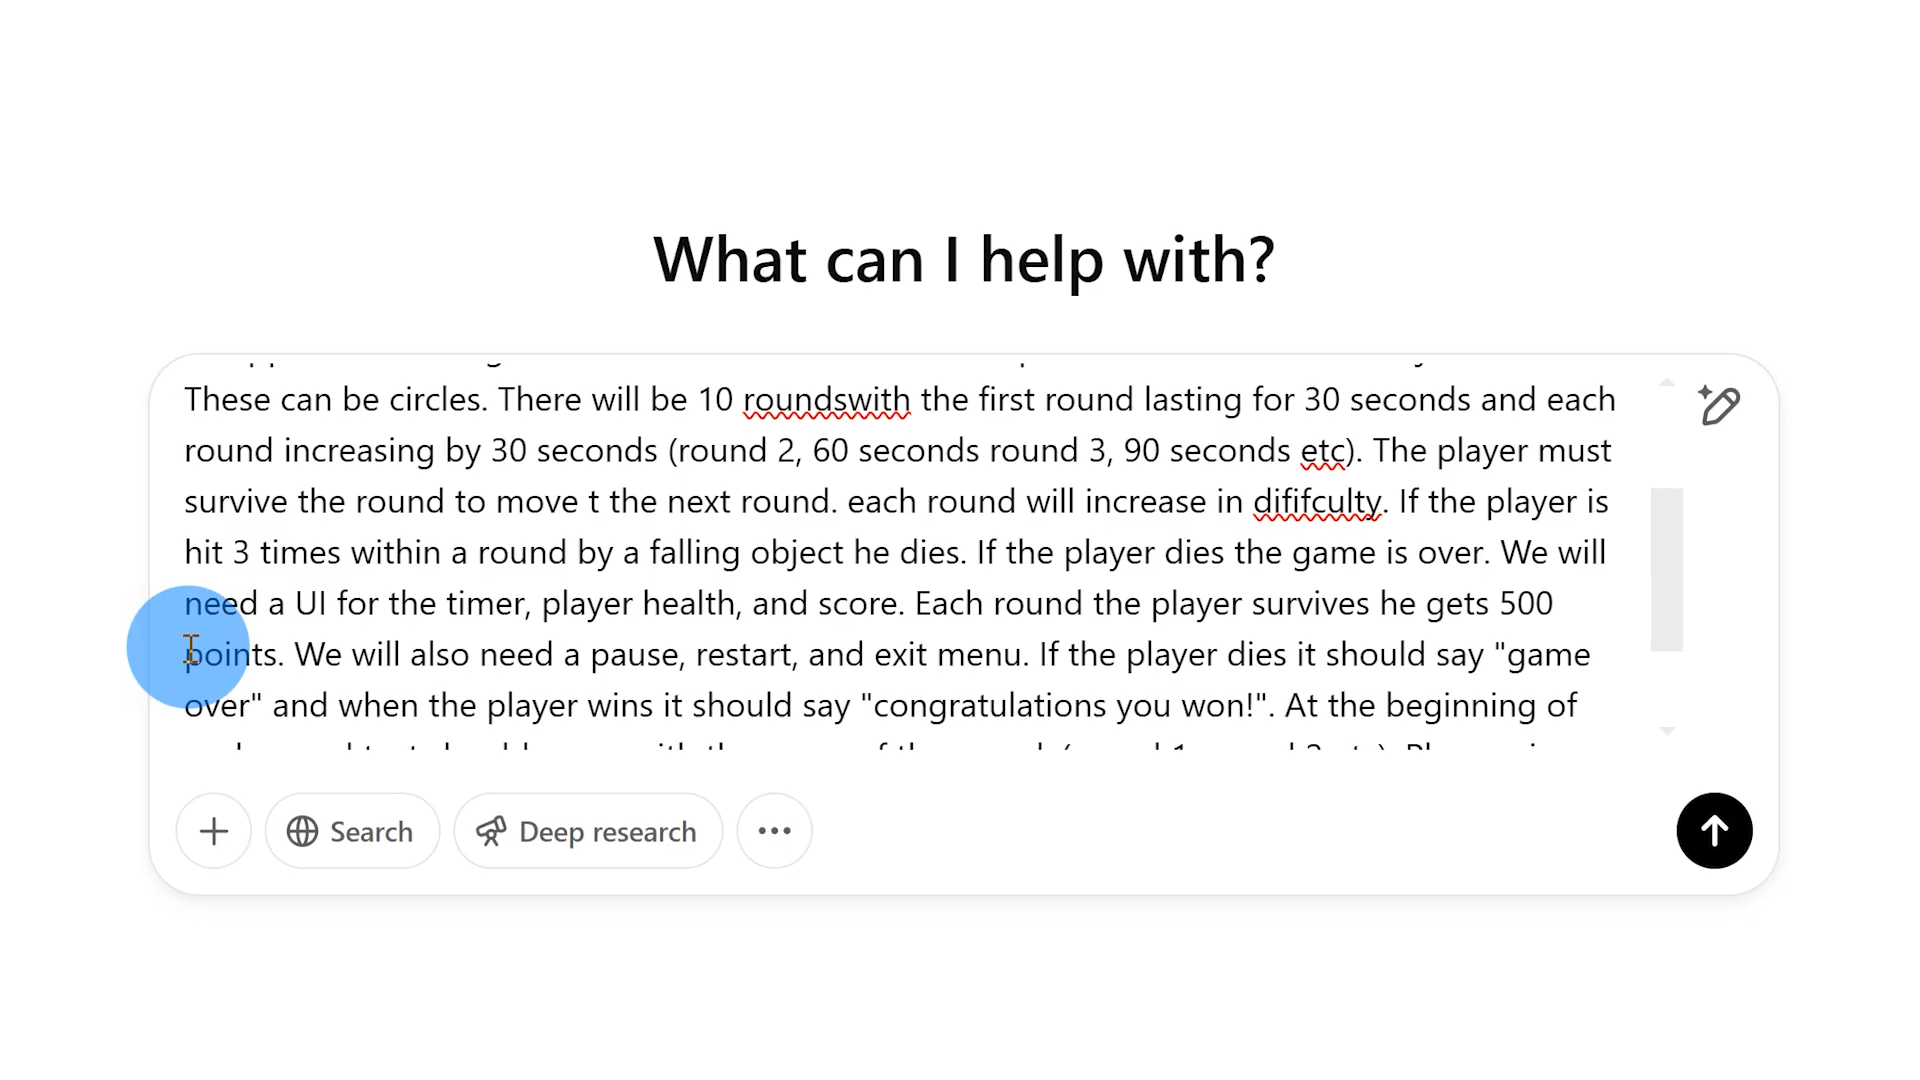 What can I help with?
These can be circles. There will be 10 roundswith the first round lasting for 30 seconds and each
round increasing by 30 seconds (round 2, 60 seconds round 3, 90 seconds etc). The player must
survive the round to move t the next round. each round will increase in dififculty. If the player is
hit 3 times within a round by a falling object he dies. If the player dies the game is over. We will
need a UI for the timer, player health, and score. Each round the player survives he gets 500
points. We will also need a pause, restart, and exit menu. If the player dies it should say "game
over" and when the player wins it should say "congratulations you won!". At the beginning of
Search
Deep research